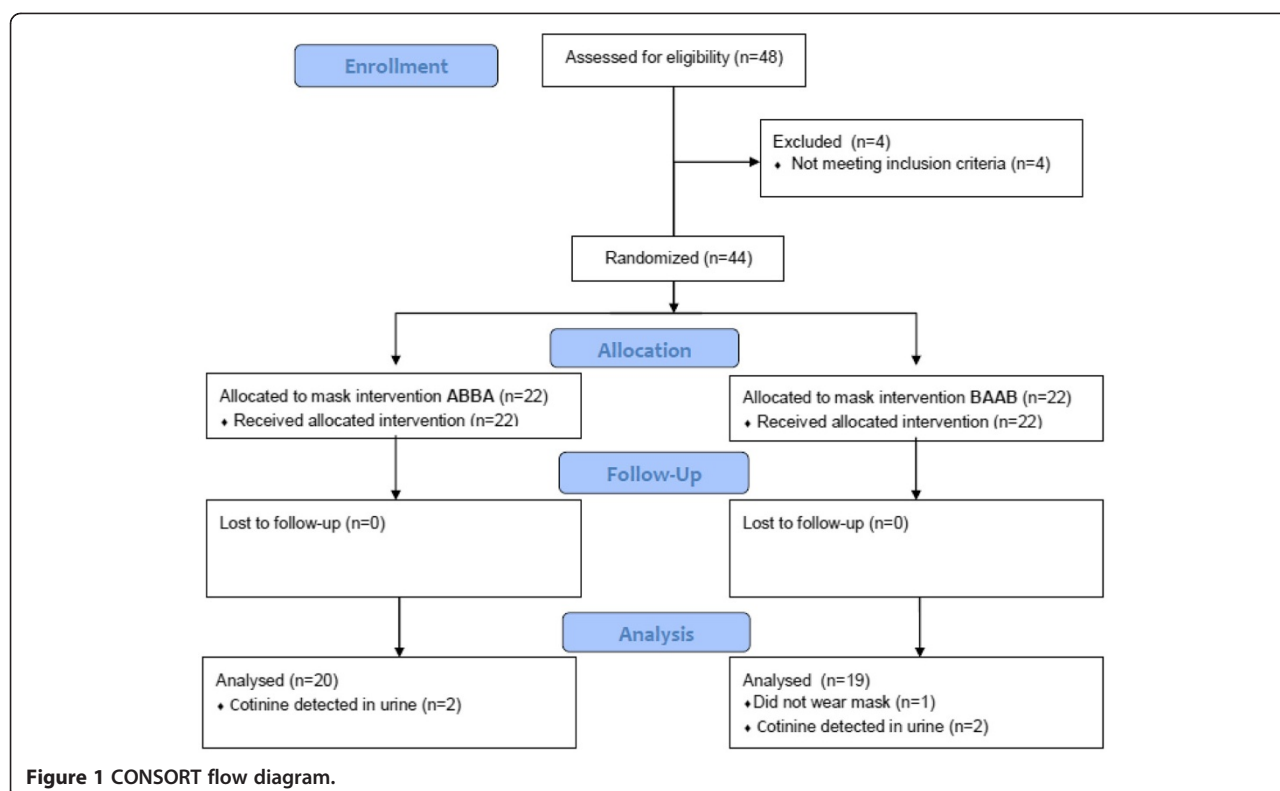 Enrollment
Assessed for eligibility (n=48)
Excluded (n=4)
♦ Not meeting inclusion criteria (n=4)
Randomized (n=44)
Allocation
Allocated to mask intervention ABBA (n=22)
♦ Received allocated intervention (n=22)
Allocated to mask intervention BAAB (n=22)
♦ Received allocated intervention (n=22)
Follow-Up
Lost to follow-up (n=0)
Lost to follow-up (n=0)
Analysis
Analysed (n=20)
♦ Cotinine detected in urine (n=2)
Analysed (n=19)
♦Did not wear mask (n=1)
♦ Cotinine detected in urine (n=2)
Figure 1 CONSORT flow diagram.